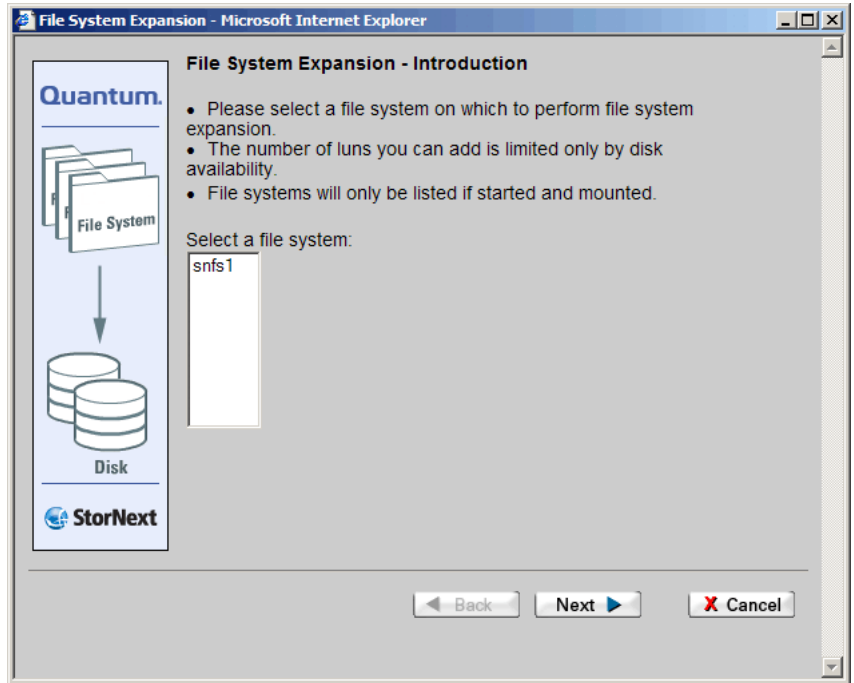 File System Expansion - Microsoft Internet Explorer
File System Expansion - Introduction
Quantum.
• Please select a file system on which to perform file system
expansion.
• The number of luns you can add is limited only by disk
availability.
• File systems will only be listed if started and mounted.
F
F
File System
Select a file system:
snfs1
Disk
StorNext
Back
Next
X Cancel